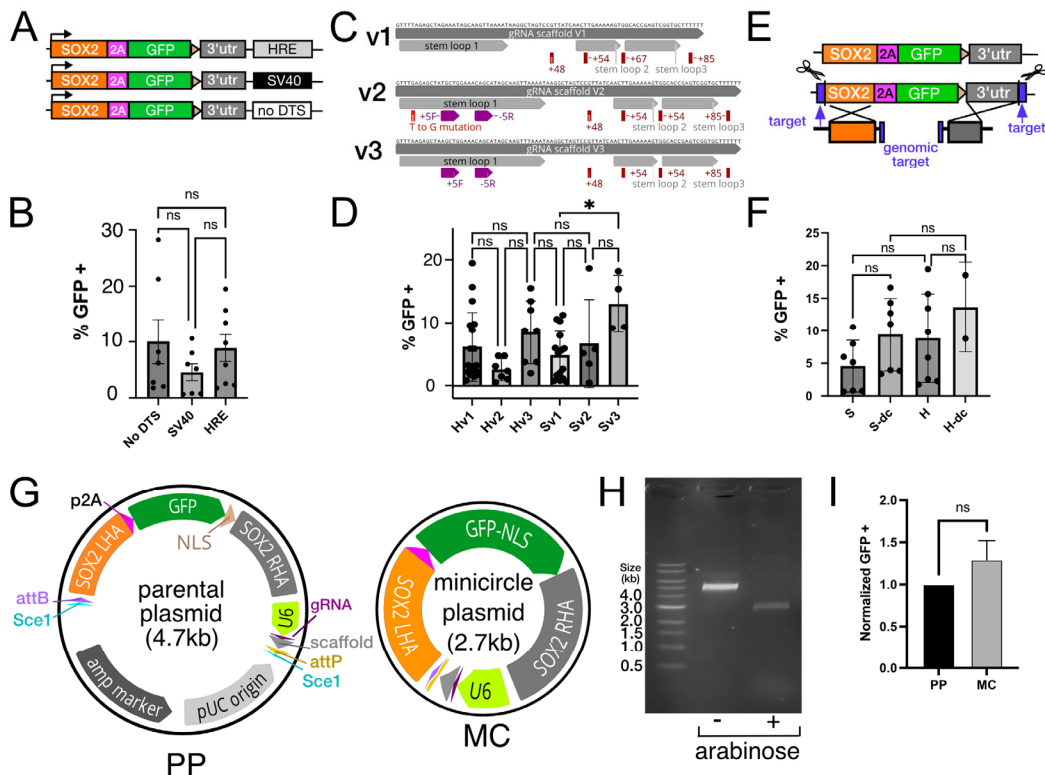 A
SOX2 2A GFP 3'utr HRE
SOX2 2A GFP 3'utr SV40
SOX2 2A GFP 3'utr no DTS
B
ns
ns ns
% GFP +
30
20
10
0
No DTS SV40 HRE
C
v1
gRNA scaffold V1
stem loop 1
+48 +54 +67 +85
stem loop 2 stem loop3
v2
gRNA scaffold V2
stem loop 1
+5F -5R
T to G mutation
+48 +54 +54 +85
stem loop 2 stem loop3
v3
gRNA scaffold V3
stem loop 1
+5F -5R
+48 +54 +54 +85
stem loop 2 stem loop3
D
*
ns ns
ns ns ns ns
% GFP +
20
10
0
Hv1 Hv2 Hv3 Sv1 Sv2 Sv3
E
SOX2 2A GFP 3'utr
SOX2 2A GFP 3'utr
target target
genomic
target
F
ns
ns
ns ns
% GFP +
25
20
15
10
5
0
S S-dc H H-dc
G
p2A
GFP
NLS
SOX2 LHA
SOX2 RHA
attB
Sce1
parental
plasmid
(4.7kb)
U6
gRNA
scaffold
attP
Sce1
amp marker
pUC origin
PP
GFP-NLS
SOX2 LHA
SOX2 RHA
minicircle
plasmid
(2.7kb)
U6
MC
H
Size
(kb)
4.0
3.0
2.0
1.5
1.0
0.5
- +
arabinose
I
ns
Normalized GFP +
2.0
1.5
1.0
0.5
0.0
PP MC